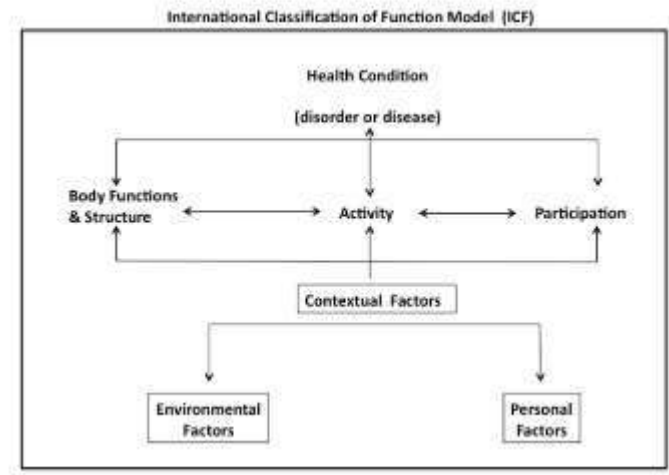 International Classification of Function Model (ICF)
Health Condition
(disorder or disease)
Body Functions
& Structure
Activity
Participation
Contextual Factors
Environmental
Factors
Personal
Factors